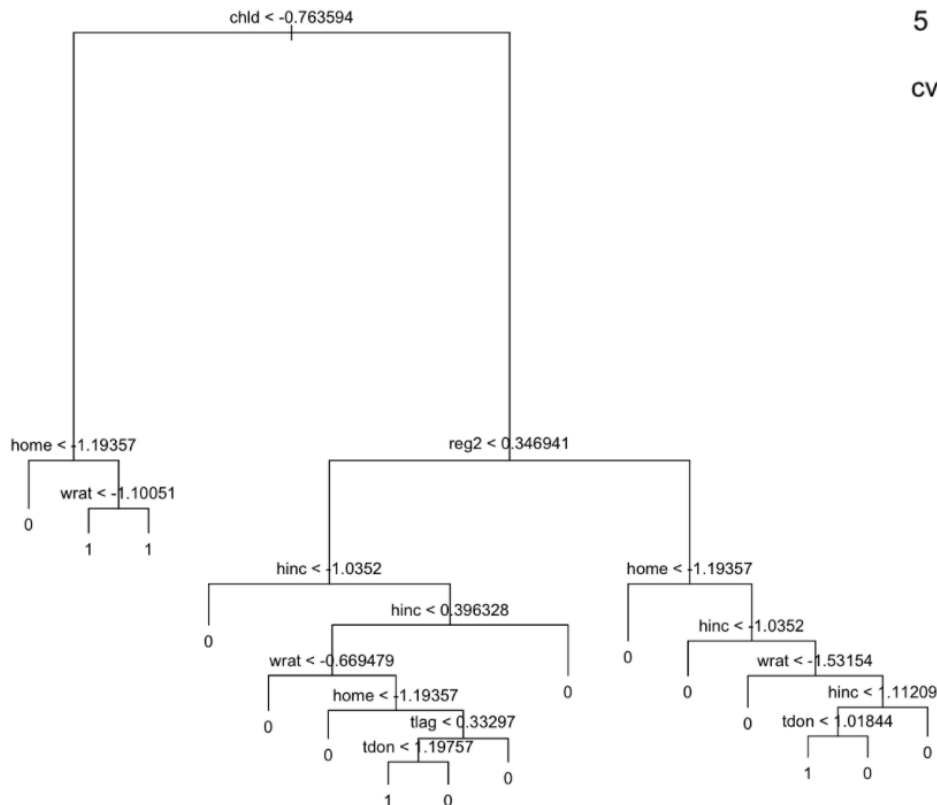 chld < -0.763594
5
cv
home < -1.19357
reg2 < 0.346941
wrat < -1.10051
0
1 1
hinc < -1.0352
home < -1.19357
hinc < 0.396328
0
hinc < -1.0352
0
wrat < -0.669479
wrat < -1.53154
0
0
home < -1.19357
hinc < 1.11209
0
0
tlag < 0.33297
tdon < 1.01844
0
tdon < 1.19757
0
0
1 0
1 0